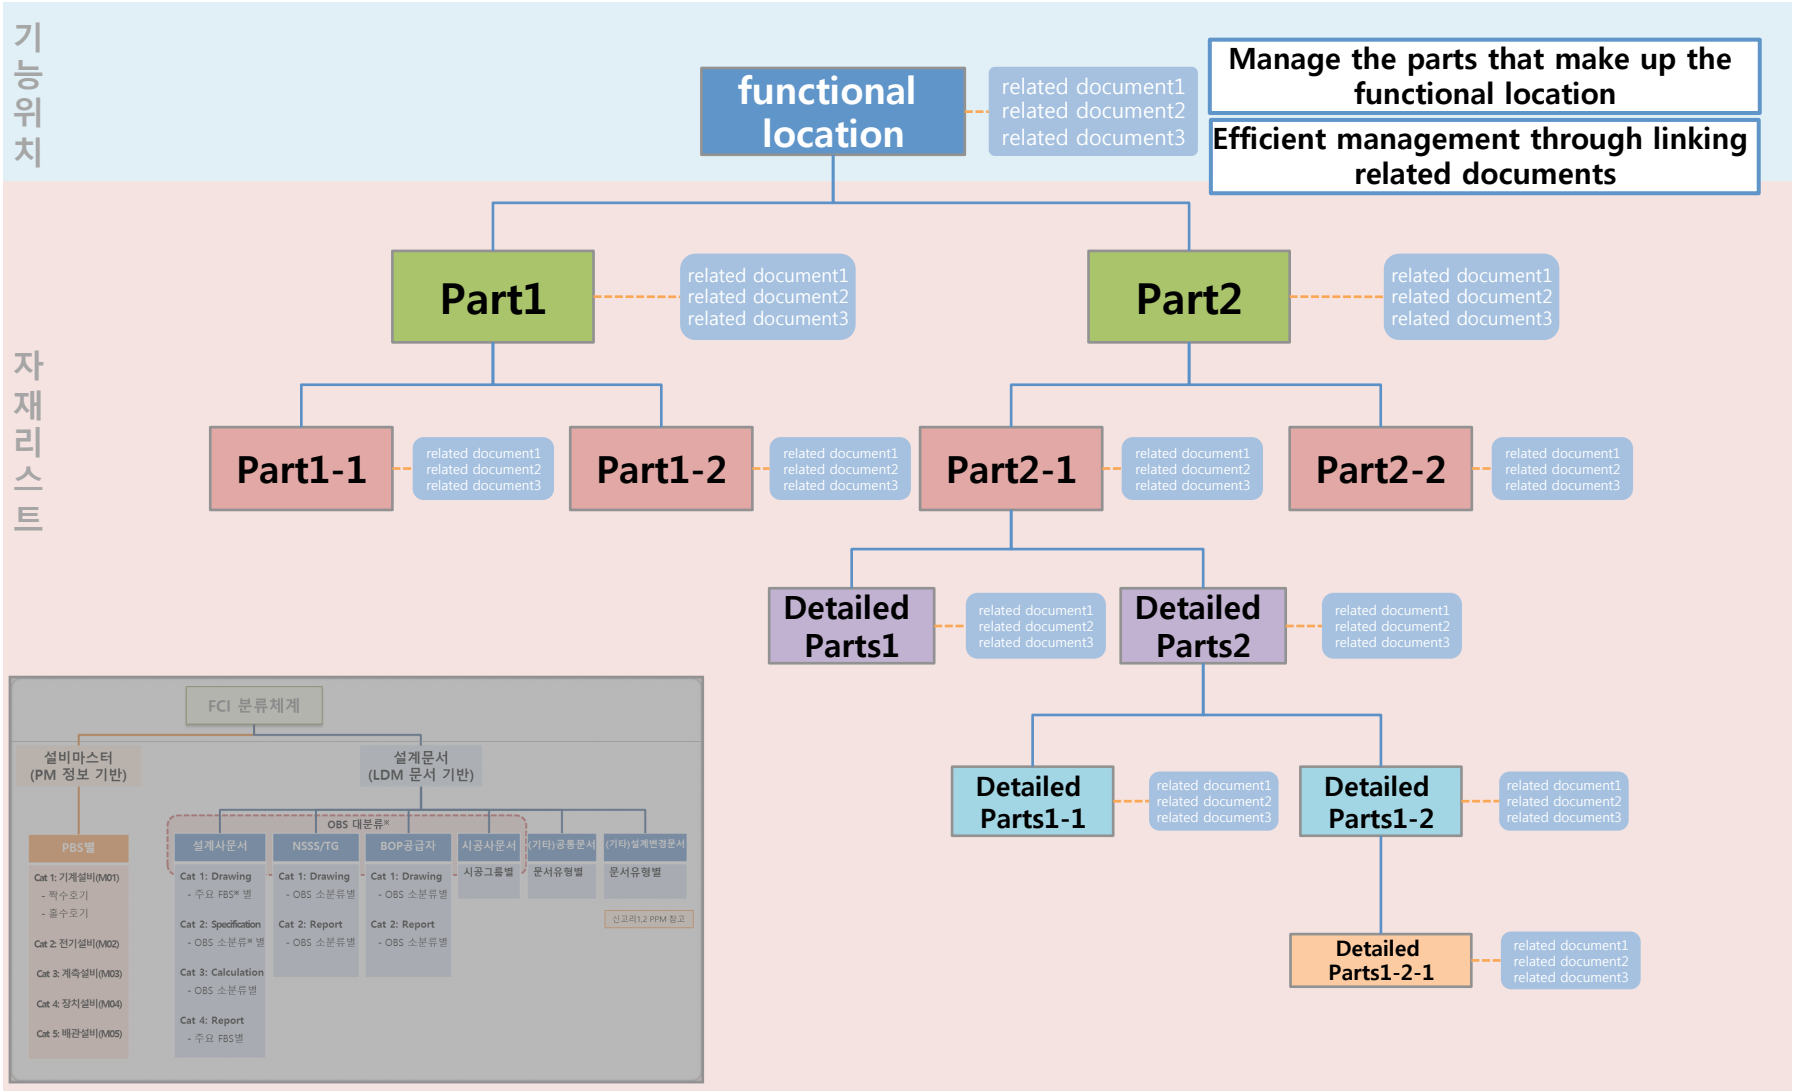 기
능
위
치
functional
location
related document1
related document2
related document3
Manage the parts that make up the
functional location
Efficient management through linking
related documents
자
재
리
스
트
Part1
related document1
related document2
related document3
Part2
related document1
related document2
related document3
Part1-1
related document1
related document2
related document3
Part1-2
related document1
related document2
related document3
Part2-1
related document1
related document2
related document3
Part2-2
related document1
related document2
related document3
Detailed
Parts1
related document1
related document2
related document3
Detailed
Parts2
related document1
related document2
related document3
Detailed
Parts1-1
related document1
related document2
related document3
Detailed
Parts1-2
related document1
related document2
related document3
Detailed
Parts1-2-1
related document1
related document2
related document3
FCI 분류체계
설비마스터
(PM 정보 기반)
설계문서
(LDM 문서 기반)
OBS 대분류*
PBS별
Cat 1: 기계설비(M01)
- 짝수호기
- 홀수호기
Cat 2: 전기설비(M02)
Cat 3: 계측설비(M03)
Cat 4: 장치설비(M04)
Cat 5: 배관설비(M05)
설계사문서
Cat 1: Drawing
- 주요 FBS* 별
Cat 2: Specification
- OBS 소분류* 별
Cat 3: Calculation
- OBS 소분류별
Cat 4: Report
- 주요 FBS별
NSSS/TG
Cat 1: Drawing
- OBS 소분류별
Cat 2: Report
- OBS 소분류별
BOP공급자
Cat 1: Drawing
- OBS 소분류별
Cat 2: Report
- OBS 소분류별
시공사문서
시공그룹별
(기타)공통문서
문서유형별
(기타)설계변경문서
문서유형별
신고리1,2 PPM 참고